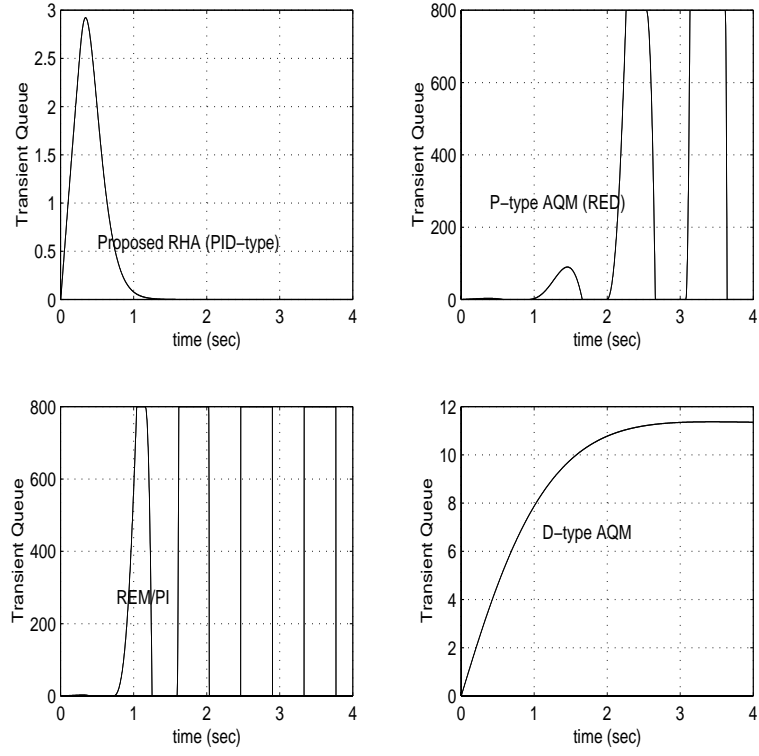 3
2.5
2
1.5
1
0.5
0
Transient Queue
Proposed RHA (PID-type)
0 1 2 3 4
time (sec)
800
600
400
200
0
Transient Queue
P-type AQM (RED)
0 1 2 3 4
time (sec)
800
600
400
200
0
Transient Queue
REM/PI
0 1 2 3 4
time (sec)
12
10
8
6
4
2
0
Transient Queue
D-type AQM
0 1 2 3 4
time (sec)